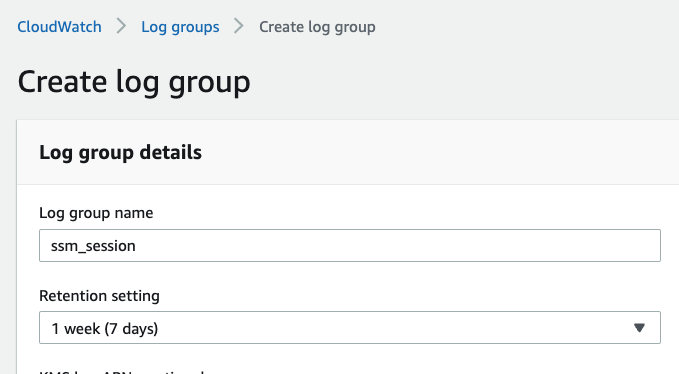 CloudWatch > Log groups > Create log group
Create log group
Log group details
Log group name
ssm_session
Retention setting
1 week (7 days)